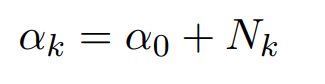 αₖ = α₀ + Nₖ